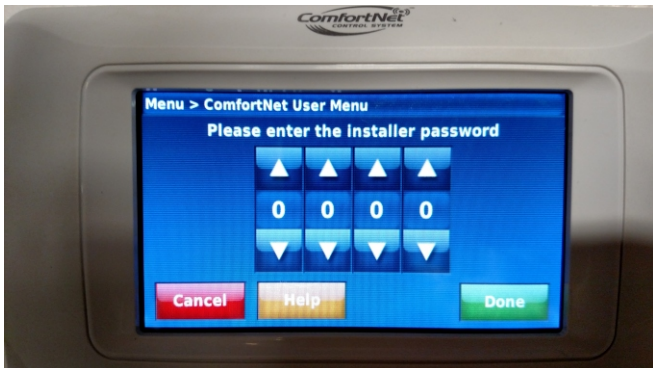 ComfortNet
CONTROL SYSTEM
Menu > ComfortNet User Menu
Please enter the installer password
0 0 0 0
Cancel Help Done